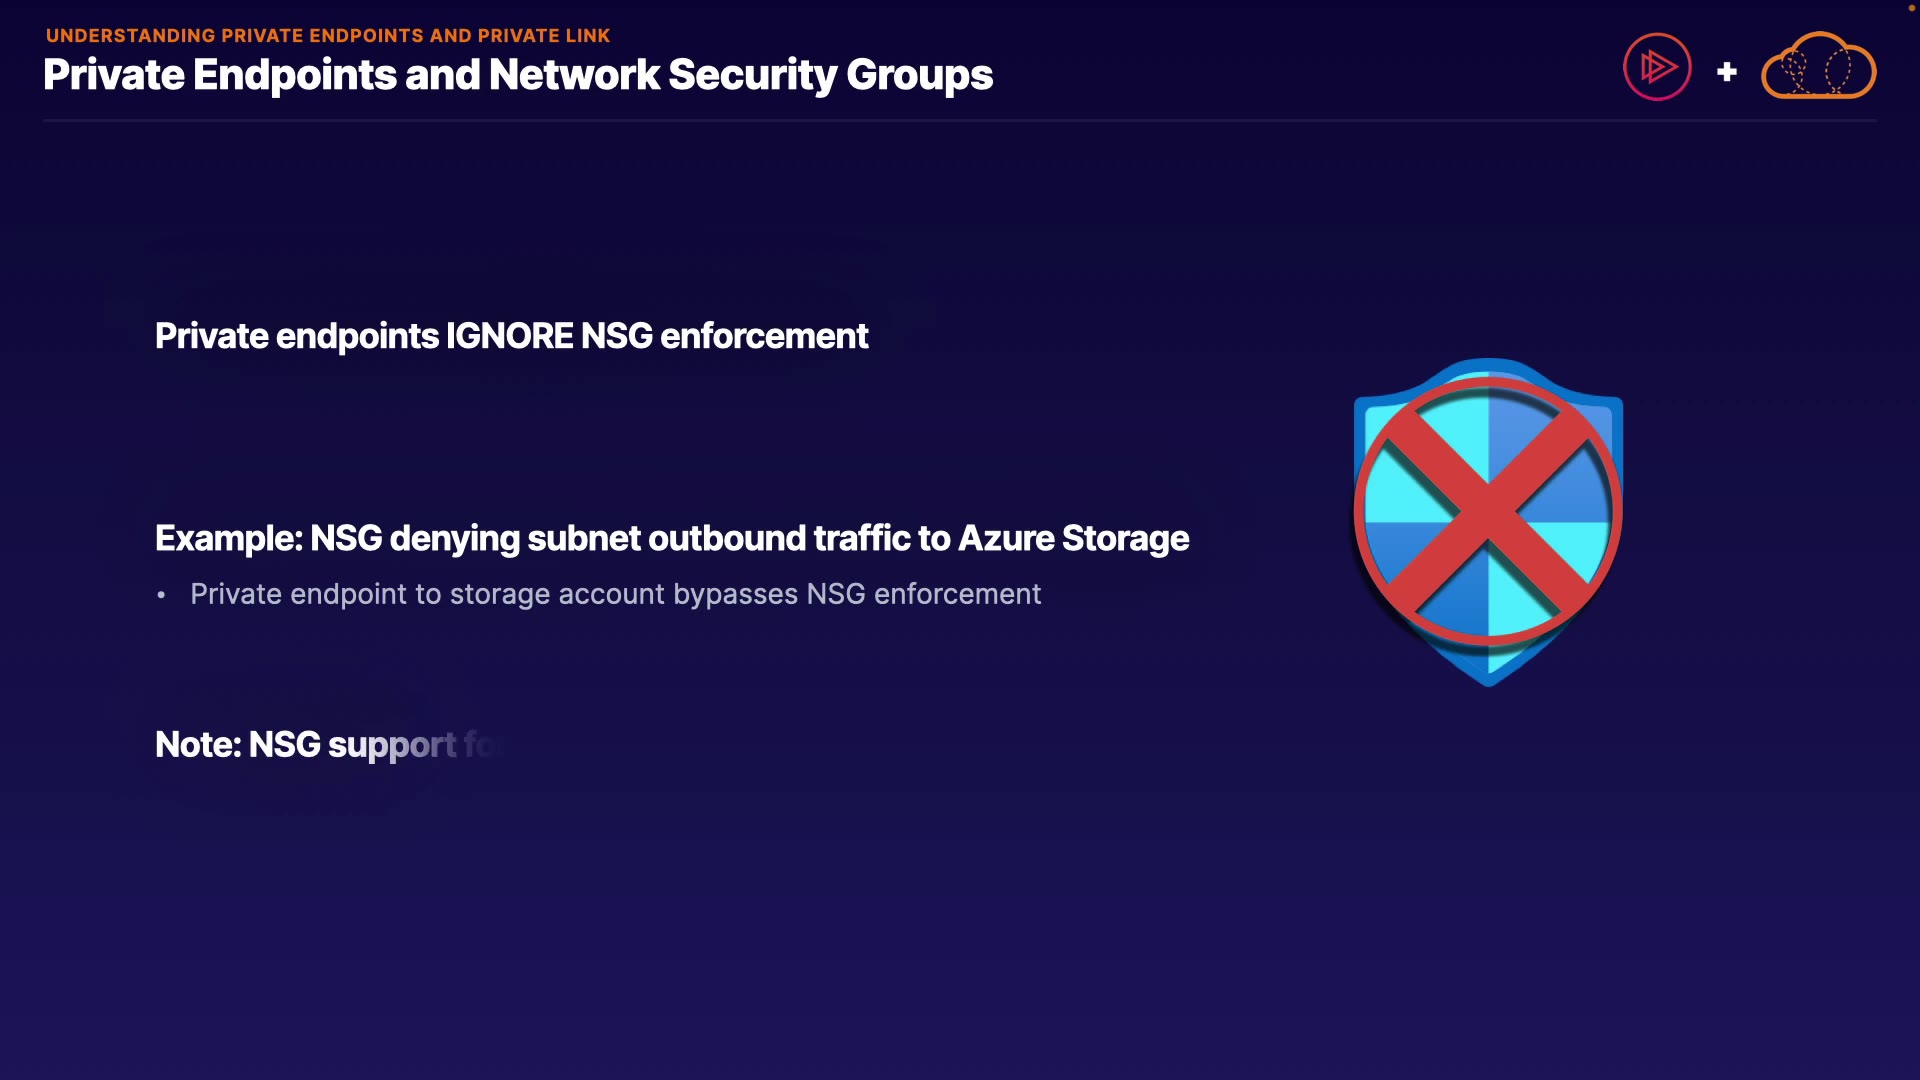 UNDERSTANDING PRIVATE ENDPOINTS AND PRIVATE LINK
Private Endpoints and Network Security Groups
+
Private endpoints IGNORE NSG enforcement
Example: NSG denying subnet outbound traffic to Azure Storage
• Private endpoint to storage account bypasses NSG enforcement
Note: NSG support